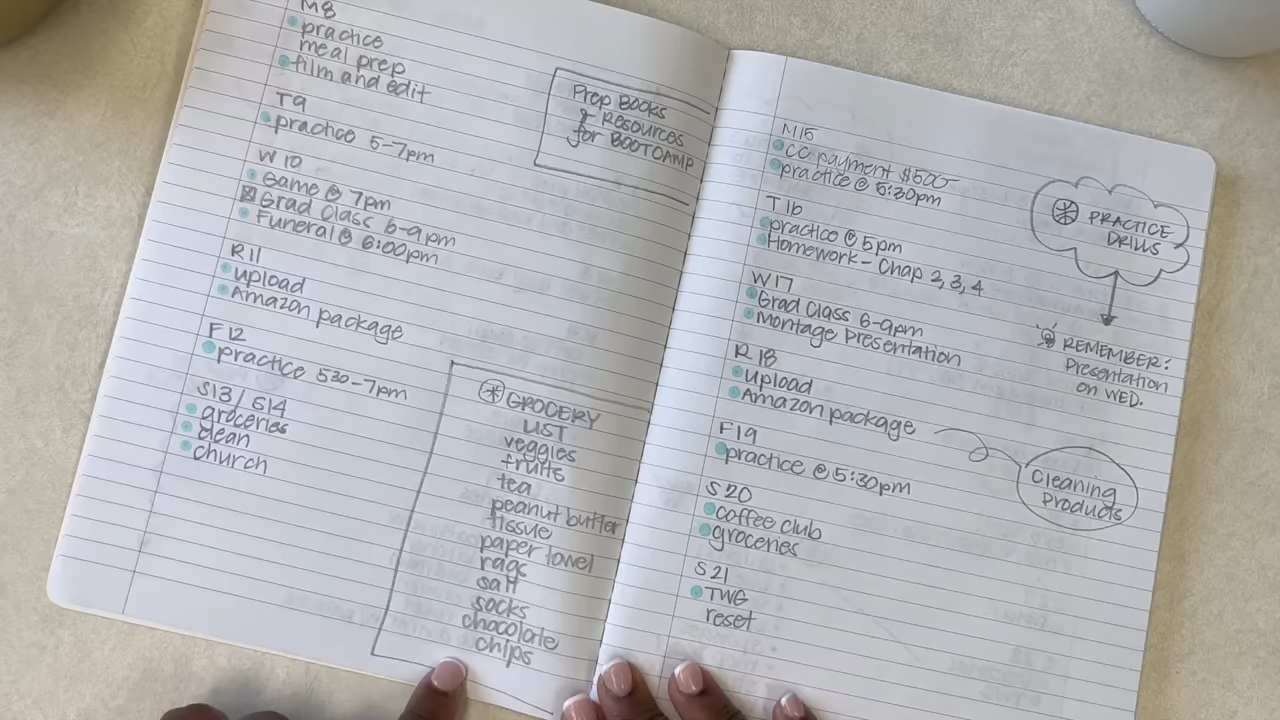 M8
practice
meal prep
film and edit
T9
practice 5-7pm
W10
Game @ 7pm
Grad Class 6-9pm
Funeral @ 6:00pm
R11
upload
Amazon package
F12
practice 5:30-7pm
S13/S14
groceries
clean
church
Prep Books
& Resources
for BOOTCAMP
GROCERY
LIST
veggies
fruits
tea
peanut butter
tissue
paper towel
rags
salt
socks
chocolate
chips
M15
CC payment $500
practice @ 5:30pm
T16
practice @ 5pm
Homework - Chap 2, 3, 4
W17
Grad Class 6-9pm
Montage Presentation
R18
upload
Amazon package
F19
practice @ 5:30pm
S20
coffee club
groceries
S21
TWG
reset
PRACTICE
DRILLS
REMEMBER:
Presentation
on WED.
Cleaning
Products